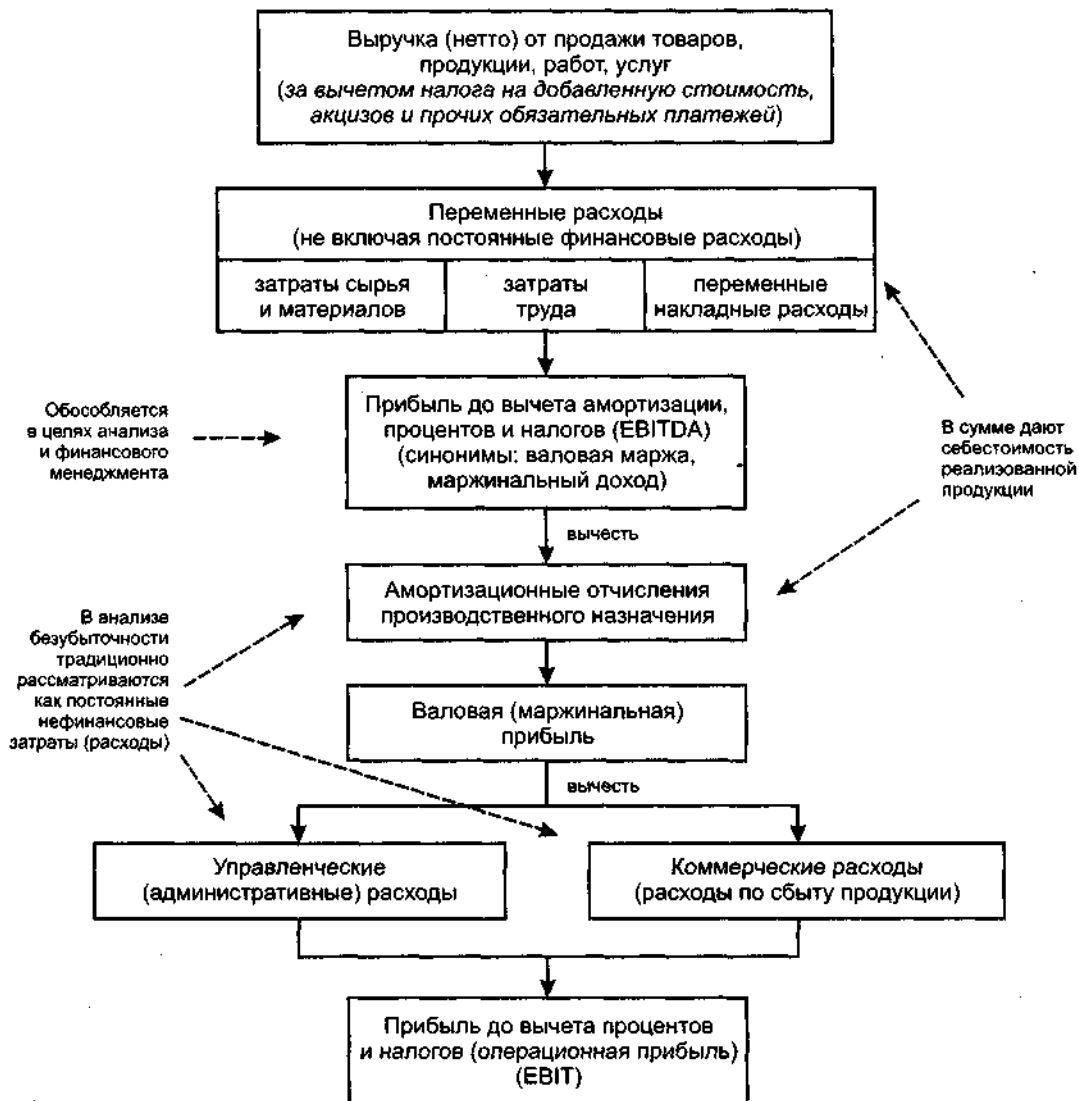 Выручка (нетто) от продажи товаров,
продукции, работ, услуг
(за вычетом налога на добавленную стоимость,
акцизов и прочих обязательных платежей)
Переменные расходы
(не включая постоянные финансовые расходы)
затраты сырья
и материалов
затраты
труда
переменные
накладные расходы
Обособляется
в целях анализа
и финансового
менеджмента
Прибыль до вычета амортизации,
процентов и налогов (EBITDA)
(синонимы: валовая маржа,
маржинальный доход)
В сумме дают
себестоимость
реализованной
продукции
вычесть
Амортизационные отчисления
производственного назначения
В анализе
безубыточности
традиционно
рассматриваются
как постоянные
нефинансовые
затраты (расходы)
Валовая (маржинальная)
прибыль
вычесть
Управленческие
(административные) расходы
Коммерческие расходы
(расходы по сбыту продукции)
Прибыль до вычета процентов
и налогов (операционная прибыль)
(EBIT)